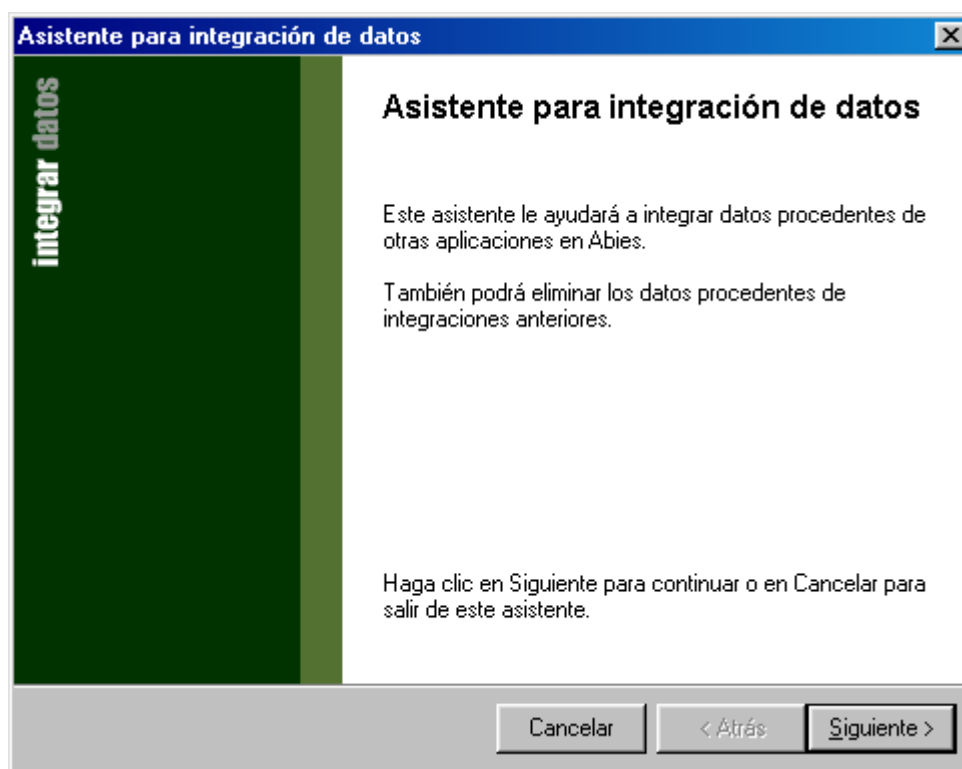 Asistente para integración de datos
integrar datos
Asistente para integración de datos
Este asistente le ayudará a integrar datos procedentes de
otras aplicaciones en Abies.
También podrá eliminar los datos procedentes de
integraciones anteriores.
Haga clic en Siguiente para continuar o en Cancelar para
salir de este asistente.
Cancelar
< Atrás
Siguiente >